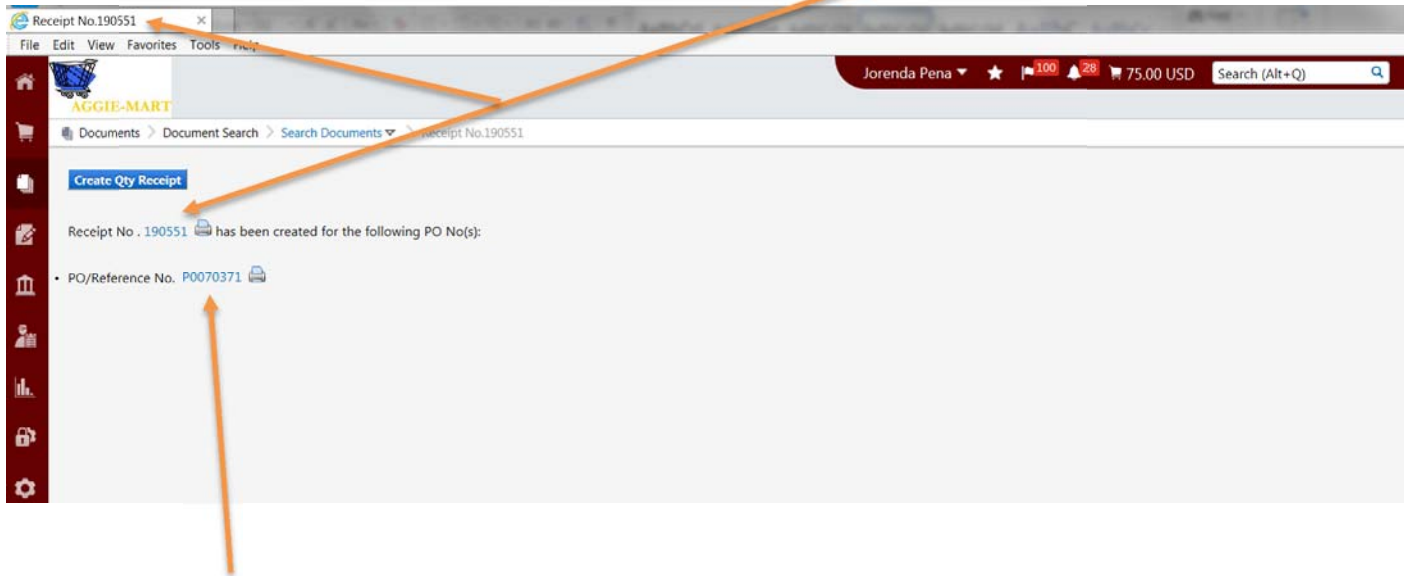 Receipt No.190551 ×
File Edit View Favorites Tools Help
AGGIE-MART
Jorenda Pena 100 28 75.00 USD Search (Alt+Q)
Documents > Document Search > Search Documents > Receipt No.190551
Create Qty Receipt
Receipt No . 190551 has been created for the following PO No(s):
• PO/Reference No. P0070371